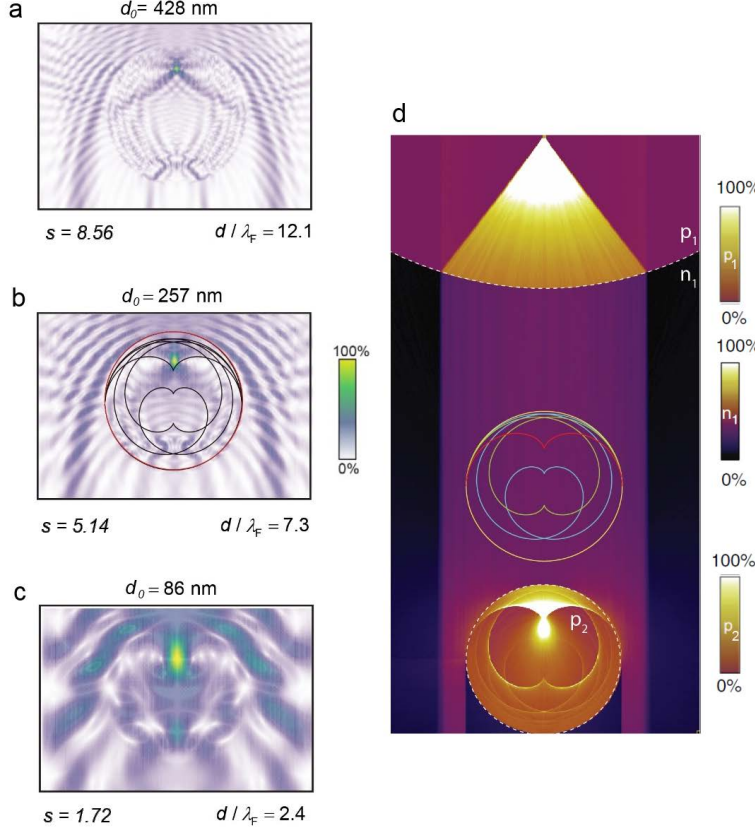 a
d₀= 428 nm
s = 8.56
d / λF = 12.1
b
d₀ = 257 nm
100%
0%
s = 5.14
d / λF = 7.3
c
d₀ = 86 nm
s = 1.72
d / λF = 2.4
d
p₁
n₁
p₂
100%
p₁
0%
100%
n₁
0%
100%
p₂
0%